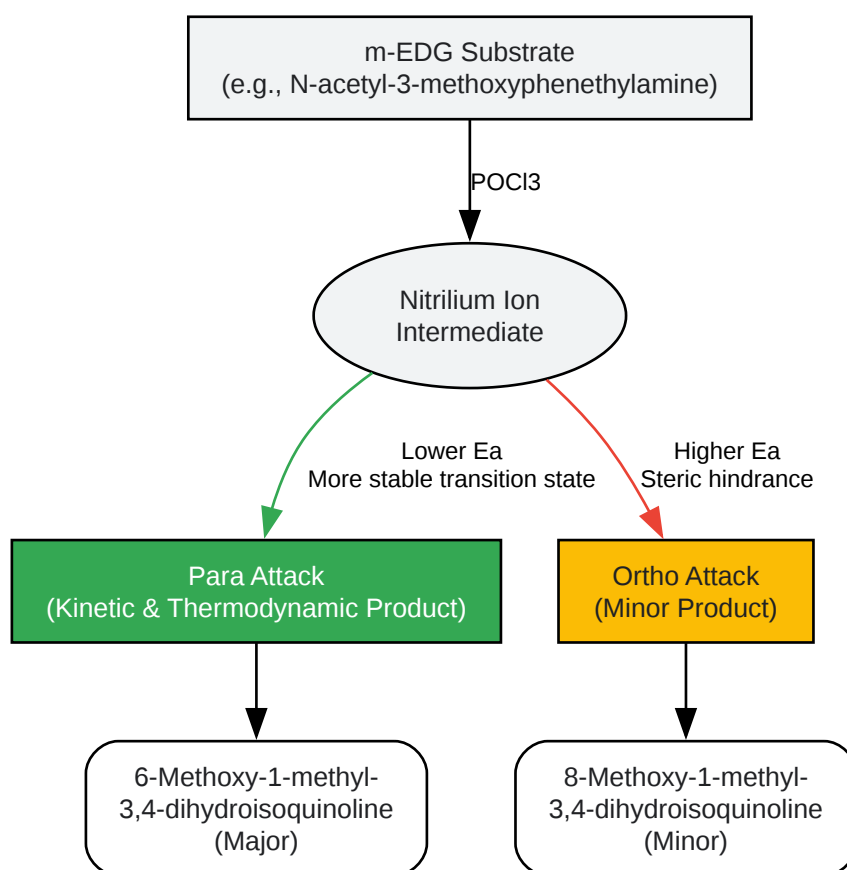 m-EDG Substrate
(e.g., N-acetyl-3-methoxyphenethylamine)
POCl3
Nitrilium Ion
Intermediate
Lower Ea
More stable transition state
Higher Ea
Steric hindrance
Para Attack
(Kinetic & Thermodynamic Product)
Ortho Attack
(Minor Product)
6-Methoxy-1-methyl-
3,4-dihydroisoquinoline
(Major)
8-Methoxy-1-methyl-
3,4-dihydroisoquinoline
(Minor)